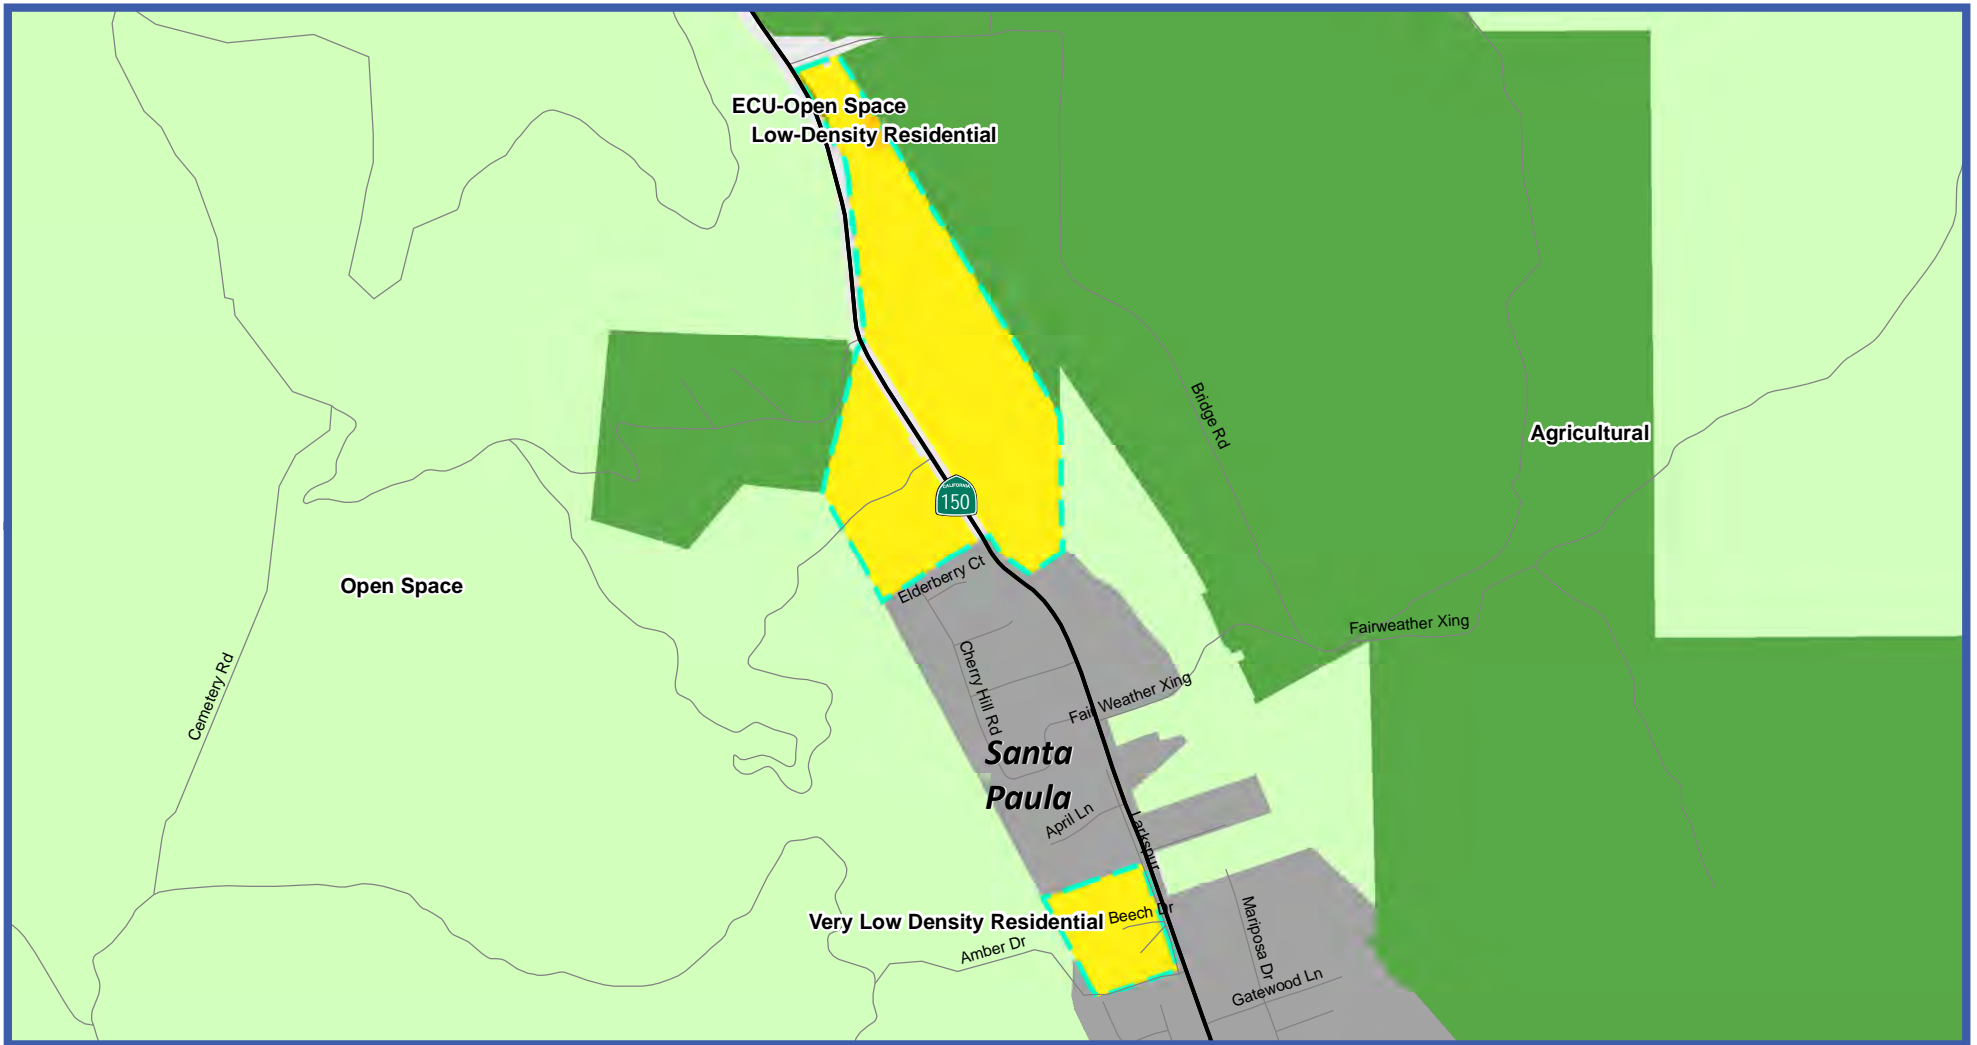 ECU-Open Space
Low-Density Residential
Bridge Rd
Agricultural
CALIFORNIA
150
Elderberry Ct
Open Space
Fairweather Xing
Cemetery Rd
Cherry Hill Rd
Fair Weather Xing
Santa
Paula
April Ln
Larkspur
Very Low Density Residential
Beech Dr
Amber Dr
Mariposa Dr
Gatewood Ln